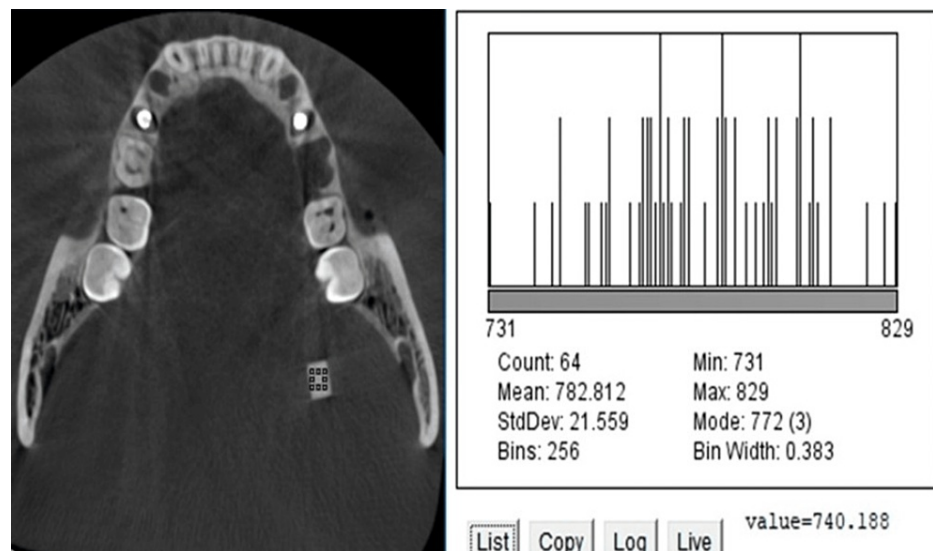 731 829
Count: 64 Min: 731
Mean: 782.812 Max: 829
StdDev: 21.559 Mode: 772 (3)
Bins: 256 Bin Width: 0.383
List Copy Log Live value=740.188